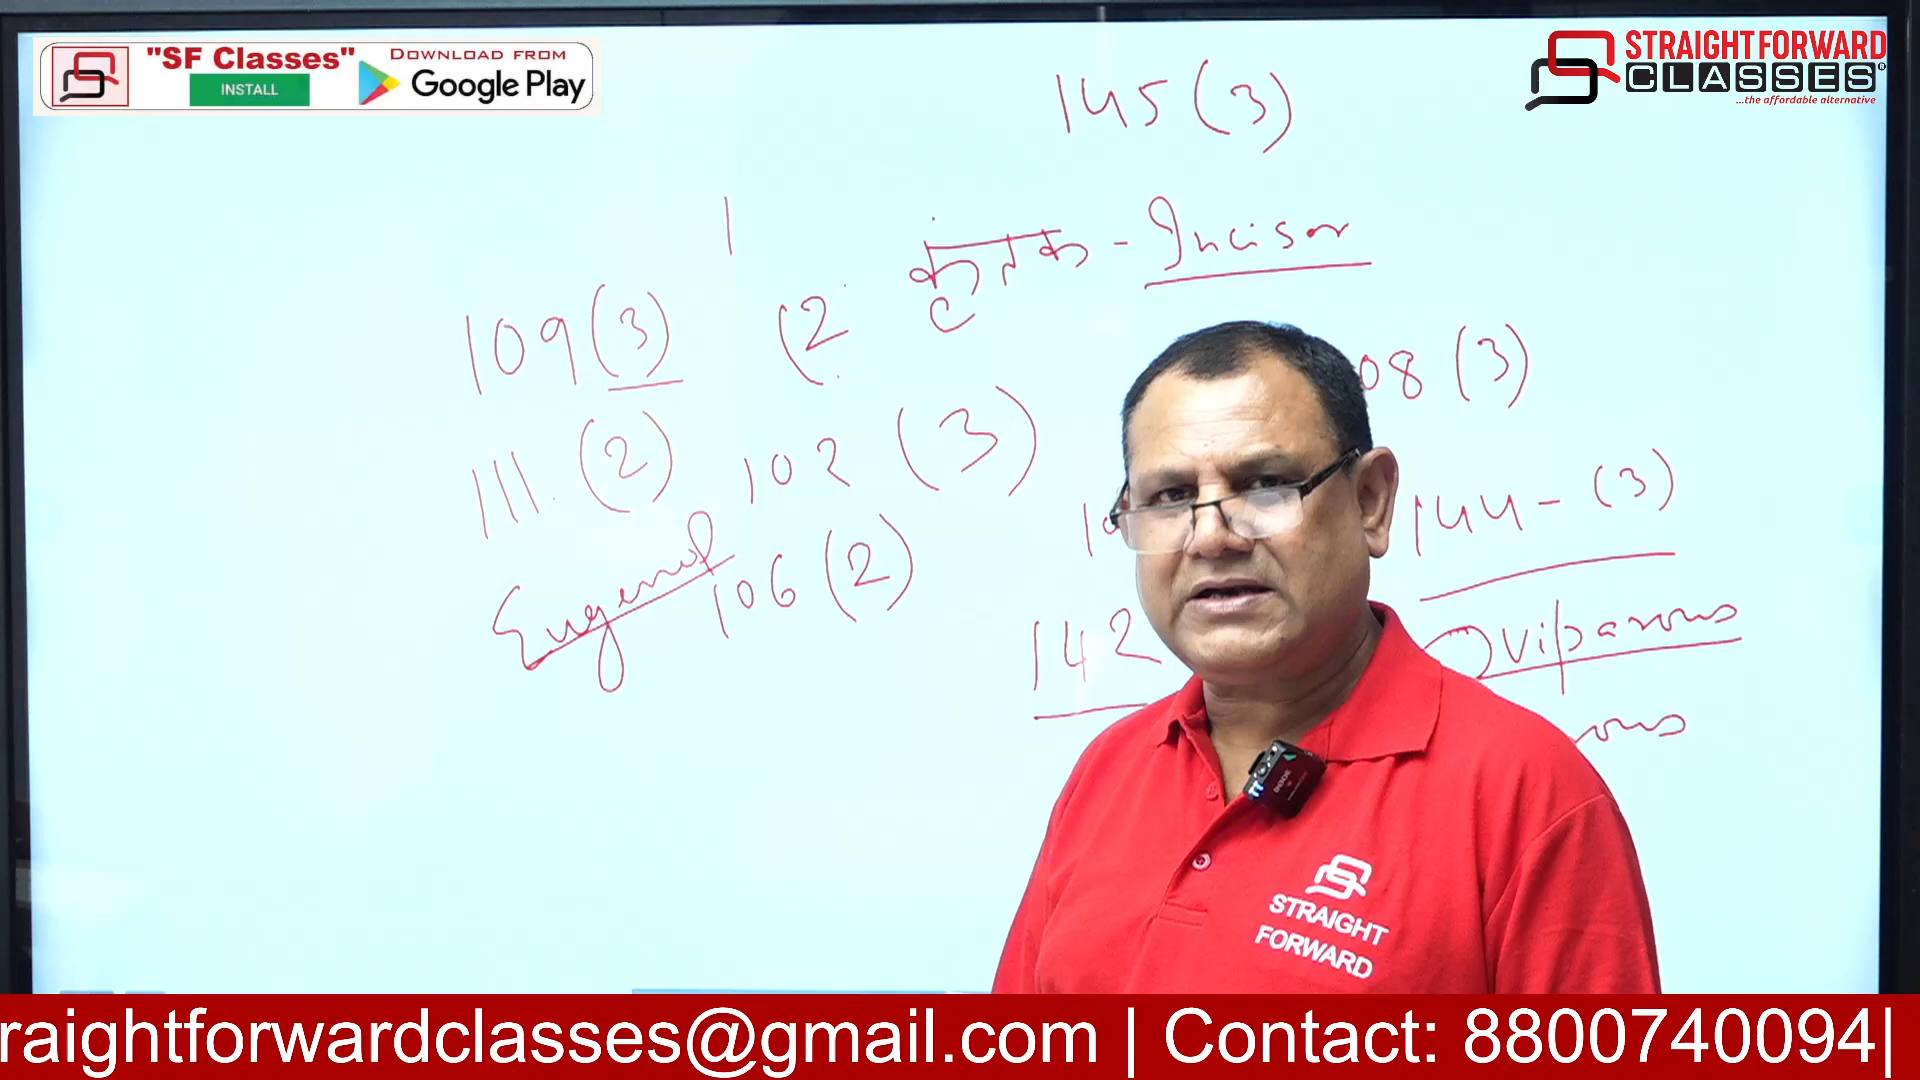 "SF Classes"
INSTALL
DOWNLOAD FROM
Google Play
STRAIGHT FORWARD
CLASSES
...the affordable alternative
145 (3)
1
कृतंक - Incisor
109 (3)
(2
08 (3)
111. (2)
102 (3)
144 - (3)
Eugenol
106 (2)
142
Oviparous
rous
STRAIGHT
FORWARD
raightforwardclasses@gmail.com | Contact: 8800740094|